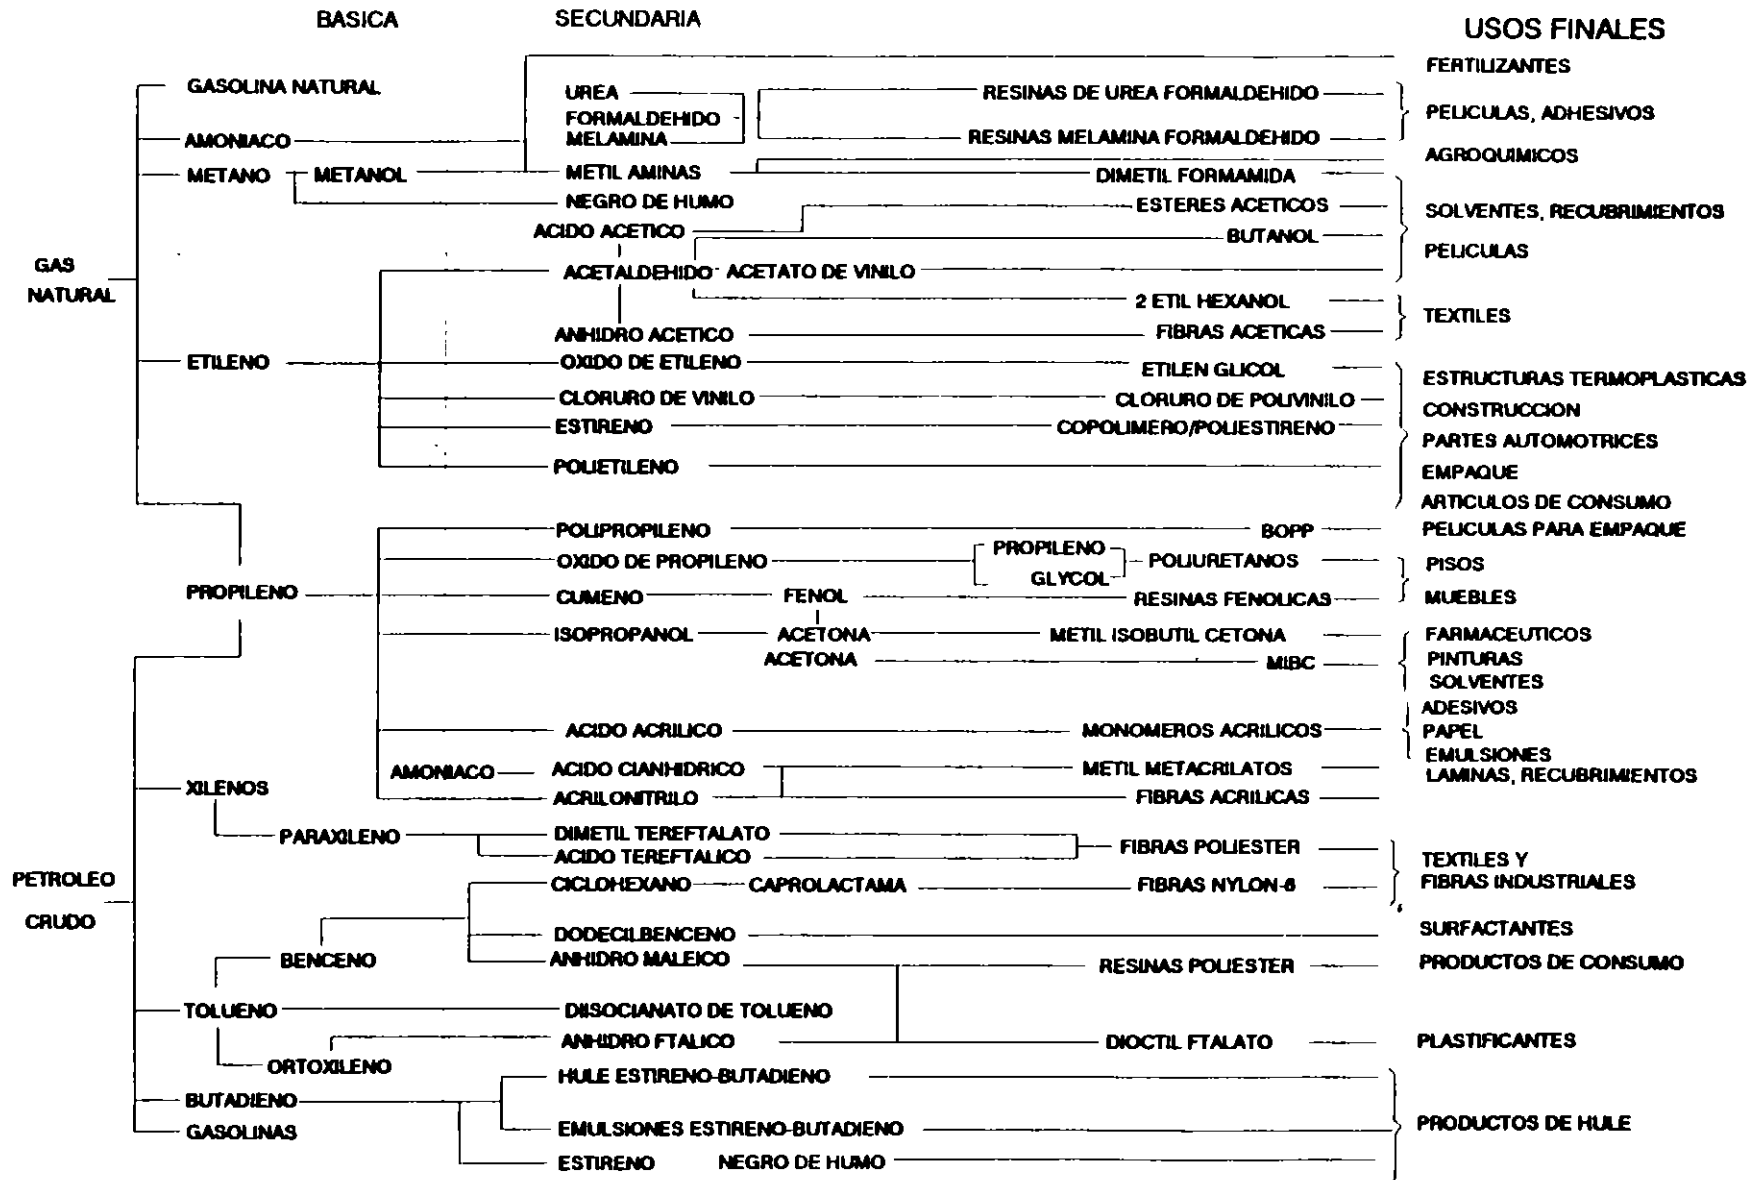 BASICA SECUNDARIA USOS FINALES
FERTILIZANTES
GASOLINA NATURAL UREA RESINAS DE UREA FORMALDEHIDO
FORMALDEHIDO PELICULAS, ADHESIVOS
AMONIACO MELAMINA RESINAS MELAMINA FORMALDEHIDO
AGROQUIMICOS
METANO METANOL METIL AMINAS DIMETIL FORMAMIDA
NEGRO DE HUMO ESTERES ACETICOS SOLVENTES, RECUBRIMIENTOS
ACIDO ACETICO BUTANOL
PELICULAS
GAS
NATURAL
ACETALDEHIDO ACETATO DE VINILO
2 ETIL HEXANOL
TEXTILES
ANHIDRO ACETICO FIBRAS ACETICAS
ETILENO OXIDO DE ETILENO ETILEN GLICOL
ESTRUCTURAS TERMOPLASTICAS
CLORURO DE VINILO CLORURO DE POLIVINILO
CONSTRUCCION
ESTIRENO COPOLIMERO/POLIESTIRENO
PARTES AUTOMOTRICES
POLIETILENO EMPAQUE
ARTICULOS DE CONSUMO
POLIPROPILENO BOPP PELICULAS PARA EMPAQUE
OXIDO DE PROPILENO PROPILENO
GLYCOL
POLIURETANOS PISOS
PROPILENO CUMENO FENOL RESINAS FENOLICAS MUEBLES
ISOPROPANOL ACETONA METIL ISOBUTIL CETONA FARMACEUTICOS
ACETONA MIBC PINTURAS
SOLVENTES
ADESIVOS
ACIDO ACRILICO MONOMEROS ACRILICOS PAPEL
EMULSIONES
AMONIACO ACIDO CIANHIDRICO METIL METACRILATOS LAMINAS, RECUBRIMIENTOS
XILENOS ACRILONITRILO FIBRAS ACRILICAS
PARAXILENO DIMETIL TEREFTALATO
ACIDO TEREFTALICO FIBRAS POLIESTER
TEXTILES Y
FIBRAS INDUSTRIALES
PETROLEO
CRUDO
CICLOHEXANO CAPROLACTAMA FIBRAS NYLON-6
DODECILBENCENO SURFACTANTES
BENCENO ANHIDRO MALEICO RESINAS POLIESTER PRODUCTOS DE CONSUMO
TOLUENO DIISOCIANATO DE TOLUENO
ANHIDRO FTALICO DIOCTIL FTALATO PLASTIFICANTES
ORTOXILENO
HULE ESTIRENO-BUTADIENO
BUTADIENO
EMULSIONES ESTIRENO-BUTADIENO PRODUCTOS DE HULE
GASOLINAS
ESTIRENO NEGRO DE HUMO